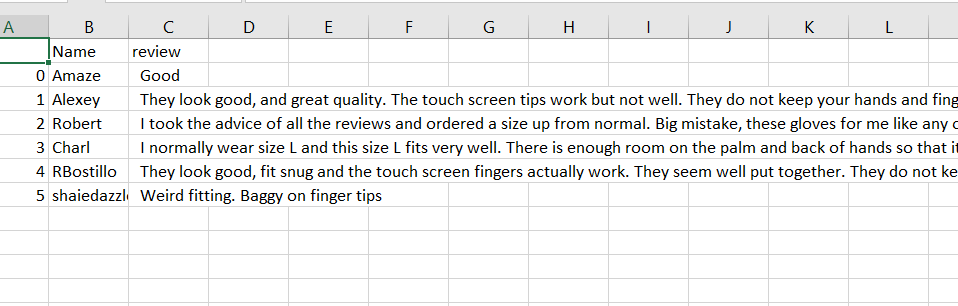 A B C D E F G H I J K L
Name review
0 Amaze Good
1 Alexey They look good, and great quality. The touch screen tips work but not well. They do not keep your hands and fing
2 Robert I took the advice of all the reviews and ordered a size up from normal. Big mistake, these gloves for me like any
3 Charl I normally wear size L and this size L fits very well. There is enough room on the palm and back of hands so that it
4 RBostillo They look good, fit snug and the touch screen fingers actually work. They seem well put together. They do not ke
5 shaiedazzl Weird fitting. Baggy on finger tips